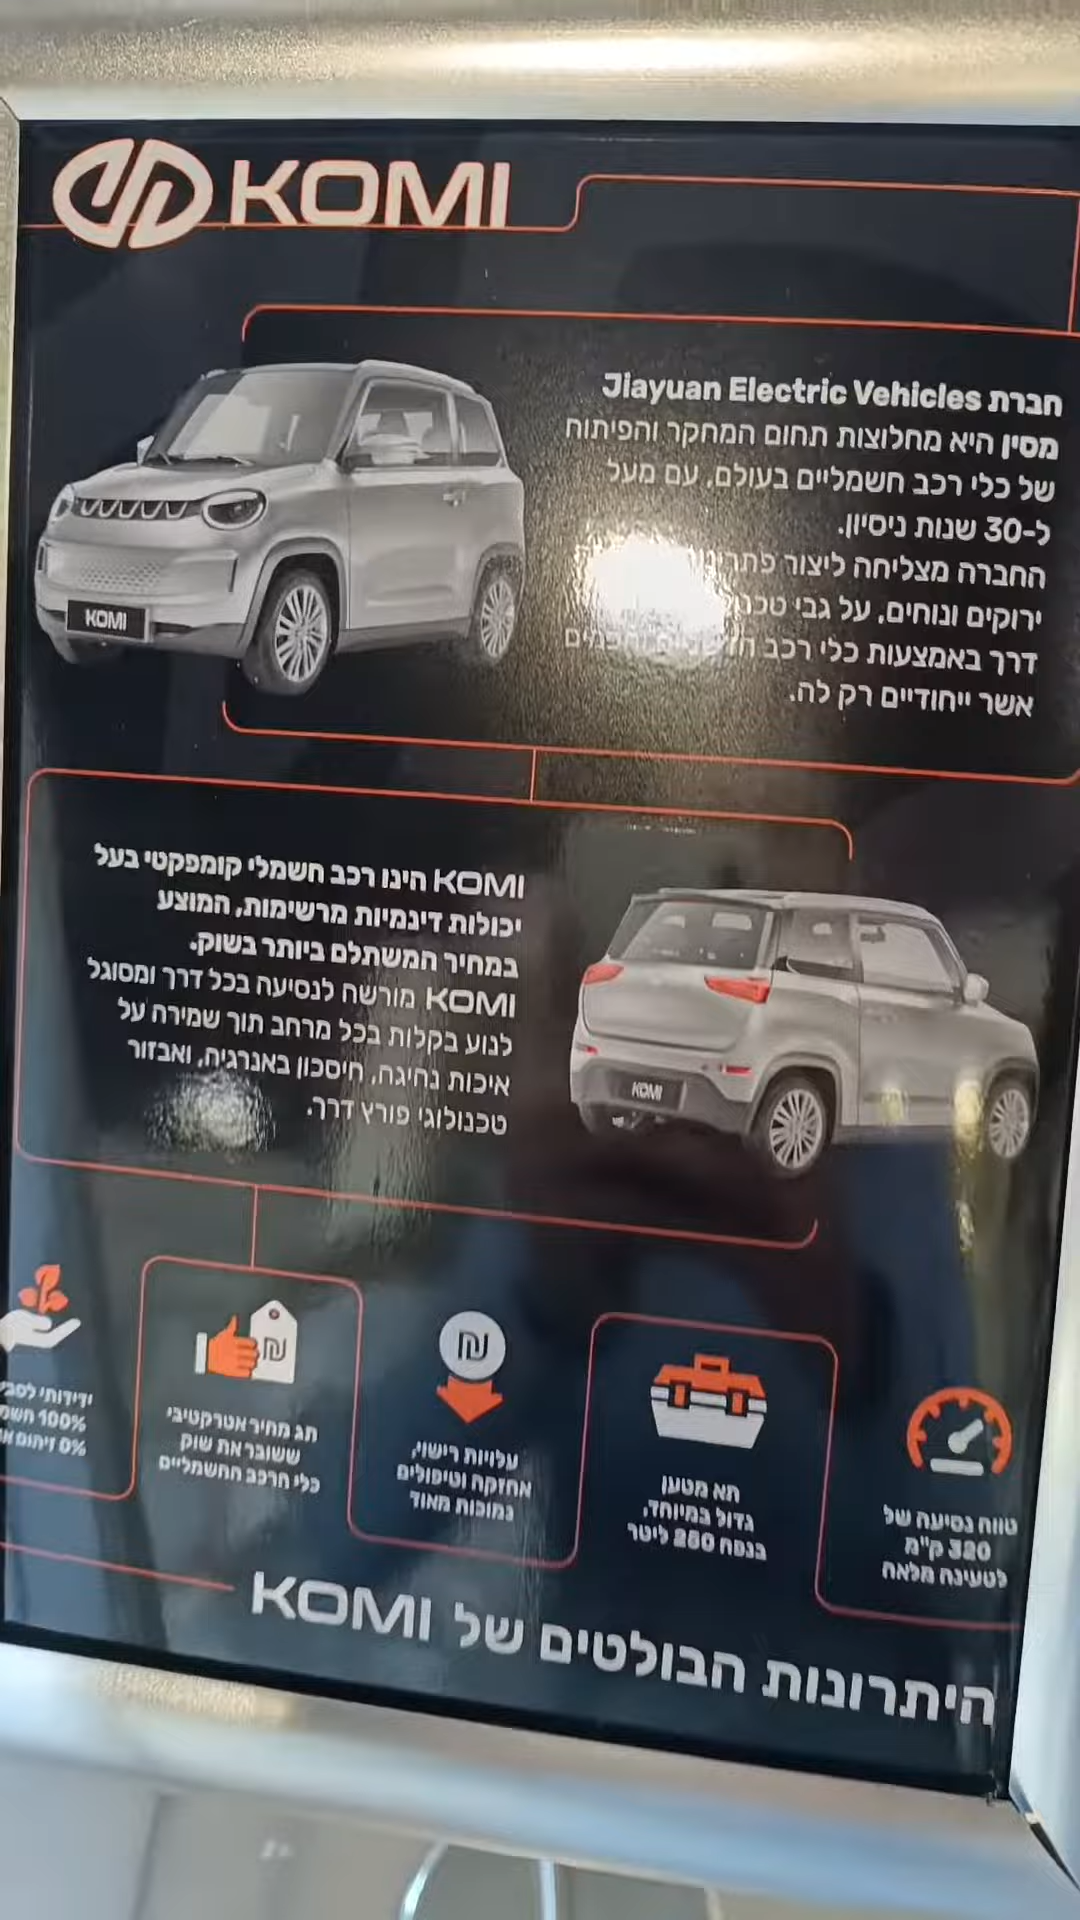 KOMI
חברת Jiayuan Electric Vehicles
מסין היא מחלוצות תחום המחקר והפיתוח
של כלי רכב חשמליים בעולם, עם מעל
ל-30 שנות ניסיון.
החברה מצליחה ליצור
ירוקים ונוחים, על גבי
דרך באמצעות כלי רכב
אשר ייחודיים רק לה.
KOMI
KOMI הינו רכב חשמלי קומפקטי בעל
יכולות דינמיות מרשימות, המוצע
במחיר המשתלם ביותר בשוק.
KOMI מורשה לנסיעה בכל דרך ומסוגל
לנוע בקלות בכל מרחב תוך שמירה על
איכות נהיגה, חיסכון באנרגיה, ואבזור
טכנולוגי פורץ דרך.
KOMI
טווח נסיעה של
320 ק"מ
לטעינה מלאה
תא מטען
גדול במיוחד,
בנפח 250 ליטר
₪
עלויות רישוי,
אחזקה וטיפולים
נמוכות מאוד
₪
תג מחיר אטרקטיבי
ששובר את שוק
כלי הרכב החשמליים
ידידותי
100%
0% זיהום
היתרונות הבולטים של KOMI